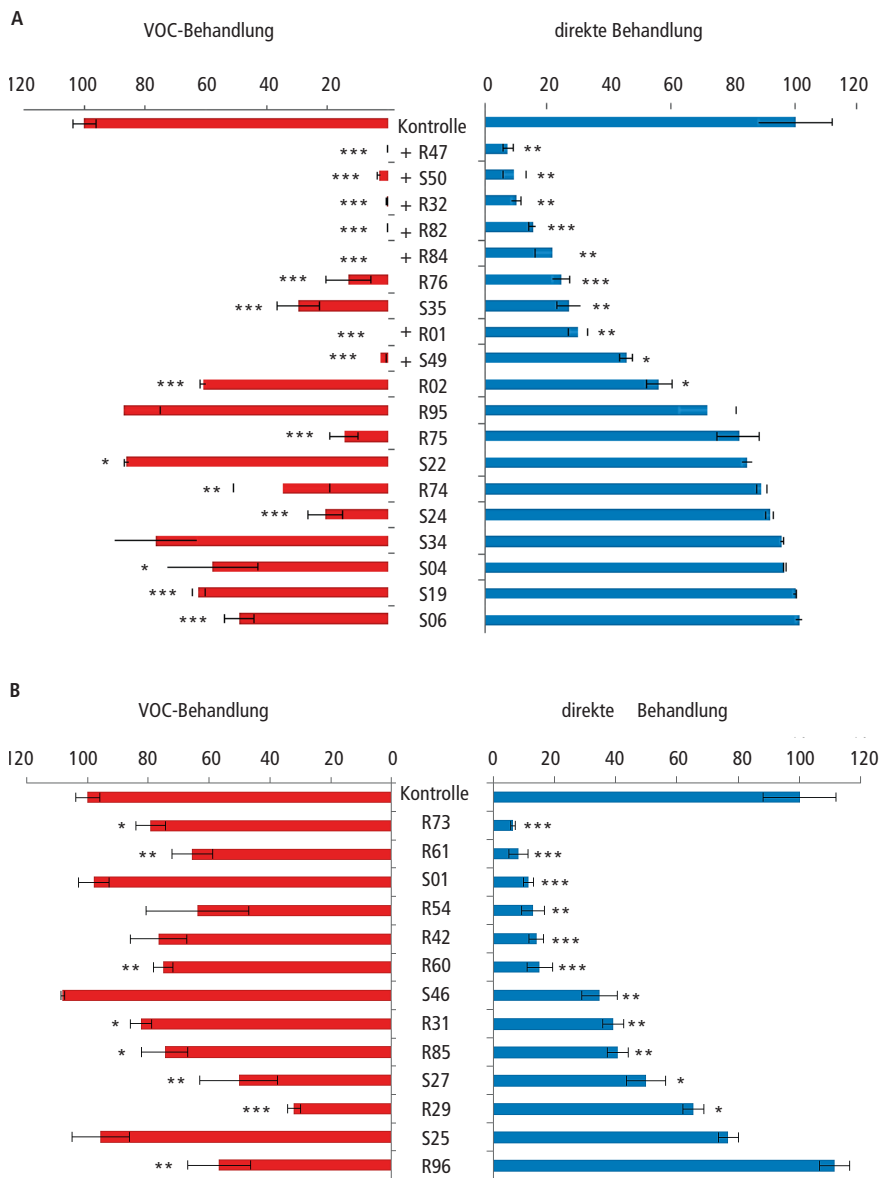 A
VOC-Behandlung direkte Behandlung
120 100 80 60 40 20 0 20 40 60 80 100 120
Kontrolle
*** + R47 **
*** + S50 **
*** + R32 **
*** + R82 ***
*** + R84 **
*** R76 ***
*** S35 **
*** + R01 **
*** + S49 *
*** R02 *
R95
*** R75
* S22
** R74
*** S24
S34
* S04
*** S19
*** S06
B
VOC-Behandlung direkte Behandlung
120 100 80 60 40 20 0 0 20 40 60 80 100 120
Kontrolle
* R73 ***
** R61 ***
S01 ***
R54 **
R42 ***
** R60 ***
S46 **
* R31 **
* R85 **
** S27 *
*** R29 *
S25
** R96